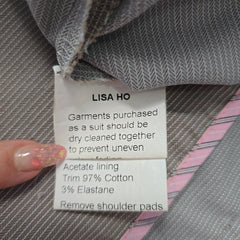 LISA HO
Garments purchased
as a suit should be
dry cleaned together
to prevent uneven
Acetate lining
Trim 97% Cotton
3% Elastane
Remove shoulder pads